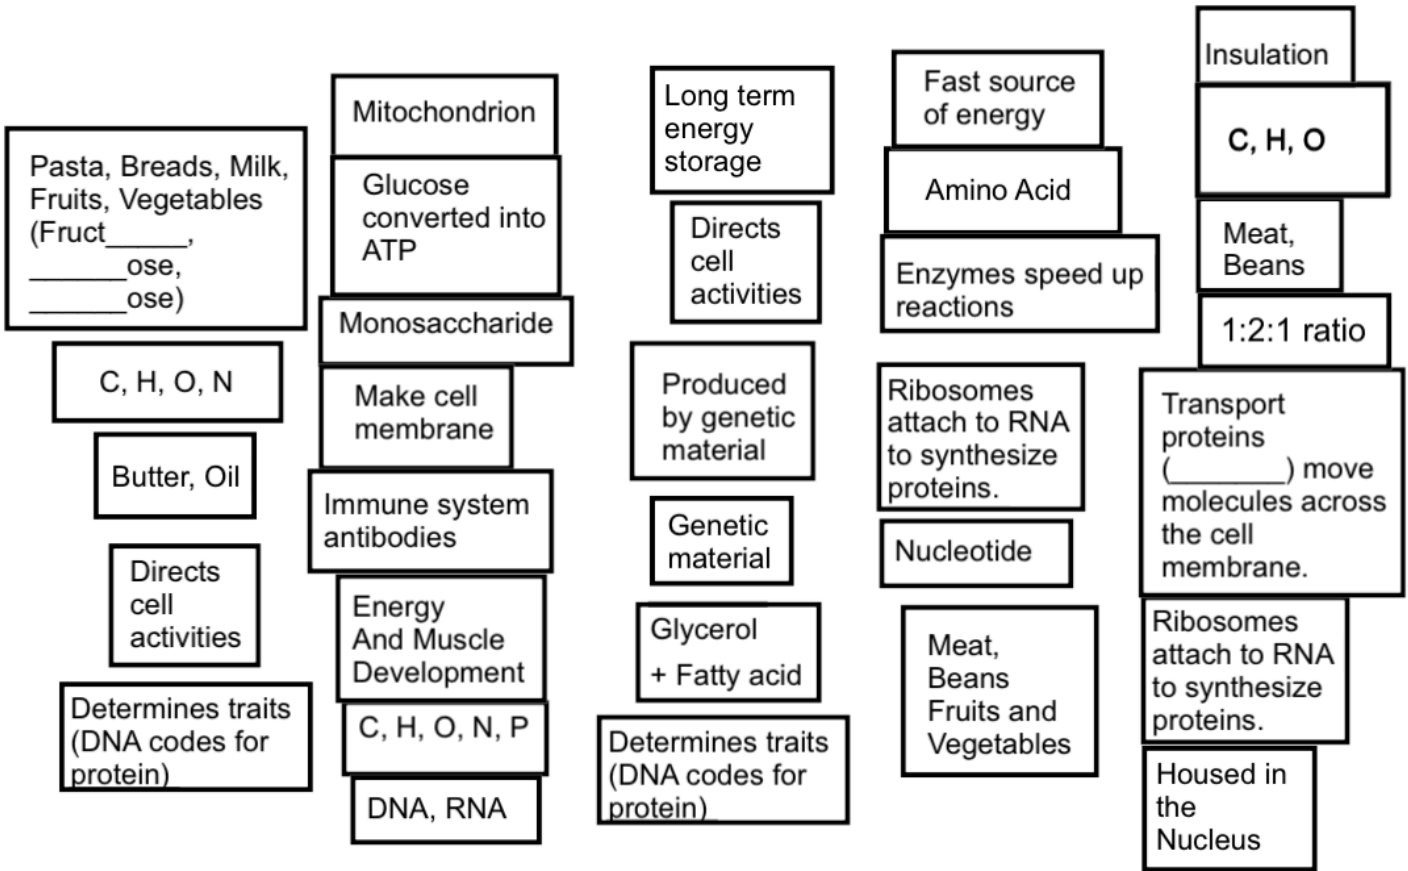 Pasta, Breads, Milk,
Fruits, Vegetables
(Fruct_____,
______ose,
______ose)
C, H, O, N
Butter, Oil
Directs
cell
activities
Determines traits
(DNA codes for
protein)
Mitochondrion
Glucose
converted into
ATP
Monosaccharide
Make cell
membrane
Immune system
antibodies
Energy
And Muscle
Development
C, H, O, N, P
DNA, RNA
Long term
energy
storage
Directs
cell
activities
Produced
by genetic
material
Genetic
material
Glycerol
+ Fatty acid
Determines traits
(DNA codes for
protein)
Fast source
of energy
Amino Acid
Enzymes speed up
reactions
Ribosomes
attach to RNA
to synthesize
proteins.
Nucleotide
Meat,
Beans
Fruits and
Vegetables
Insulation
C, H, O
Meat,
Beans
1:2:1 ratio
Transport
proteins
(_______) move
molecules across
the cell
membrane.
Ribosomes
attach to RNA
to synthesize
proteins.
Housed in
the
Nucleus